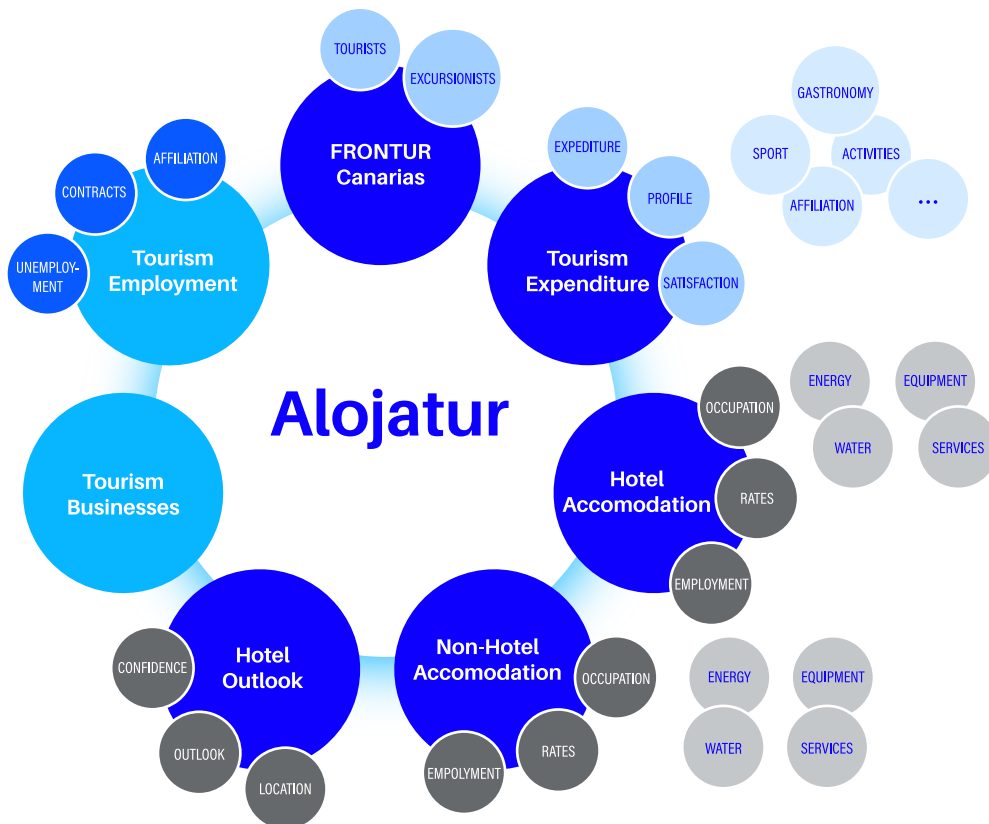 TOURISTS
EXCURSIONISTS
FRONTUR
Canarias
AFFILIATION
CONTRACTS
UNEMPLOY-
MENT
Tourism
Employment
EXPEDITURE
PROFILE
SATISFACTION
Tourism
Expenditure
GASTRONOMY
SPORT
ACTIVITIES
AFFILIATION
...
Alojatur
Tourism
Businesses
OCCUPATION
RATES
EMPLOYMENT
Hotel
Accomodation
ENERGY
EQUIPMENT
WATER
SERVICES
Hotel
Outlook
CONFIDENCE
OUTLOOK
LOCATION
Non-Hotel
Accomodation
OCCUPATION
RATES
EMPOLYMENT
ENERGY
EQUIPMENT
WATER
SERVICES